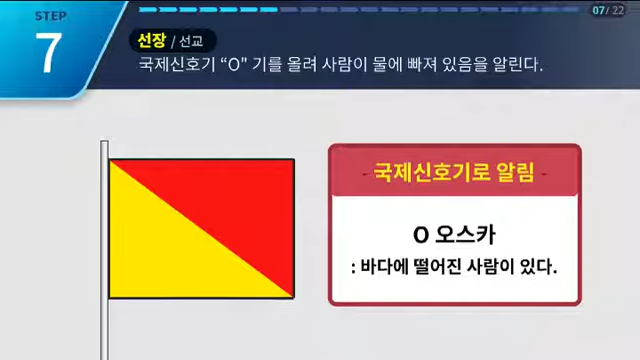 STEP
7
07 / 22
선장 / 선교
국제신호기 “O" 기를 올려 사람이 물에 빠져 있음을 알린다.
- 국제신호기로 알림 -
O 오스카
: 바다에 떨어진 사람이 있다.